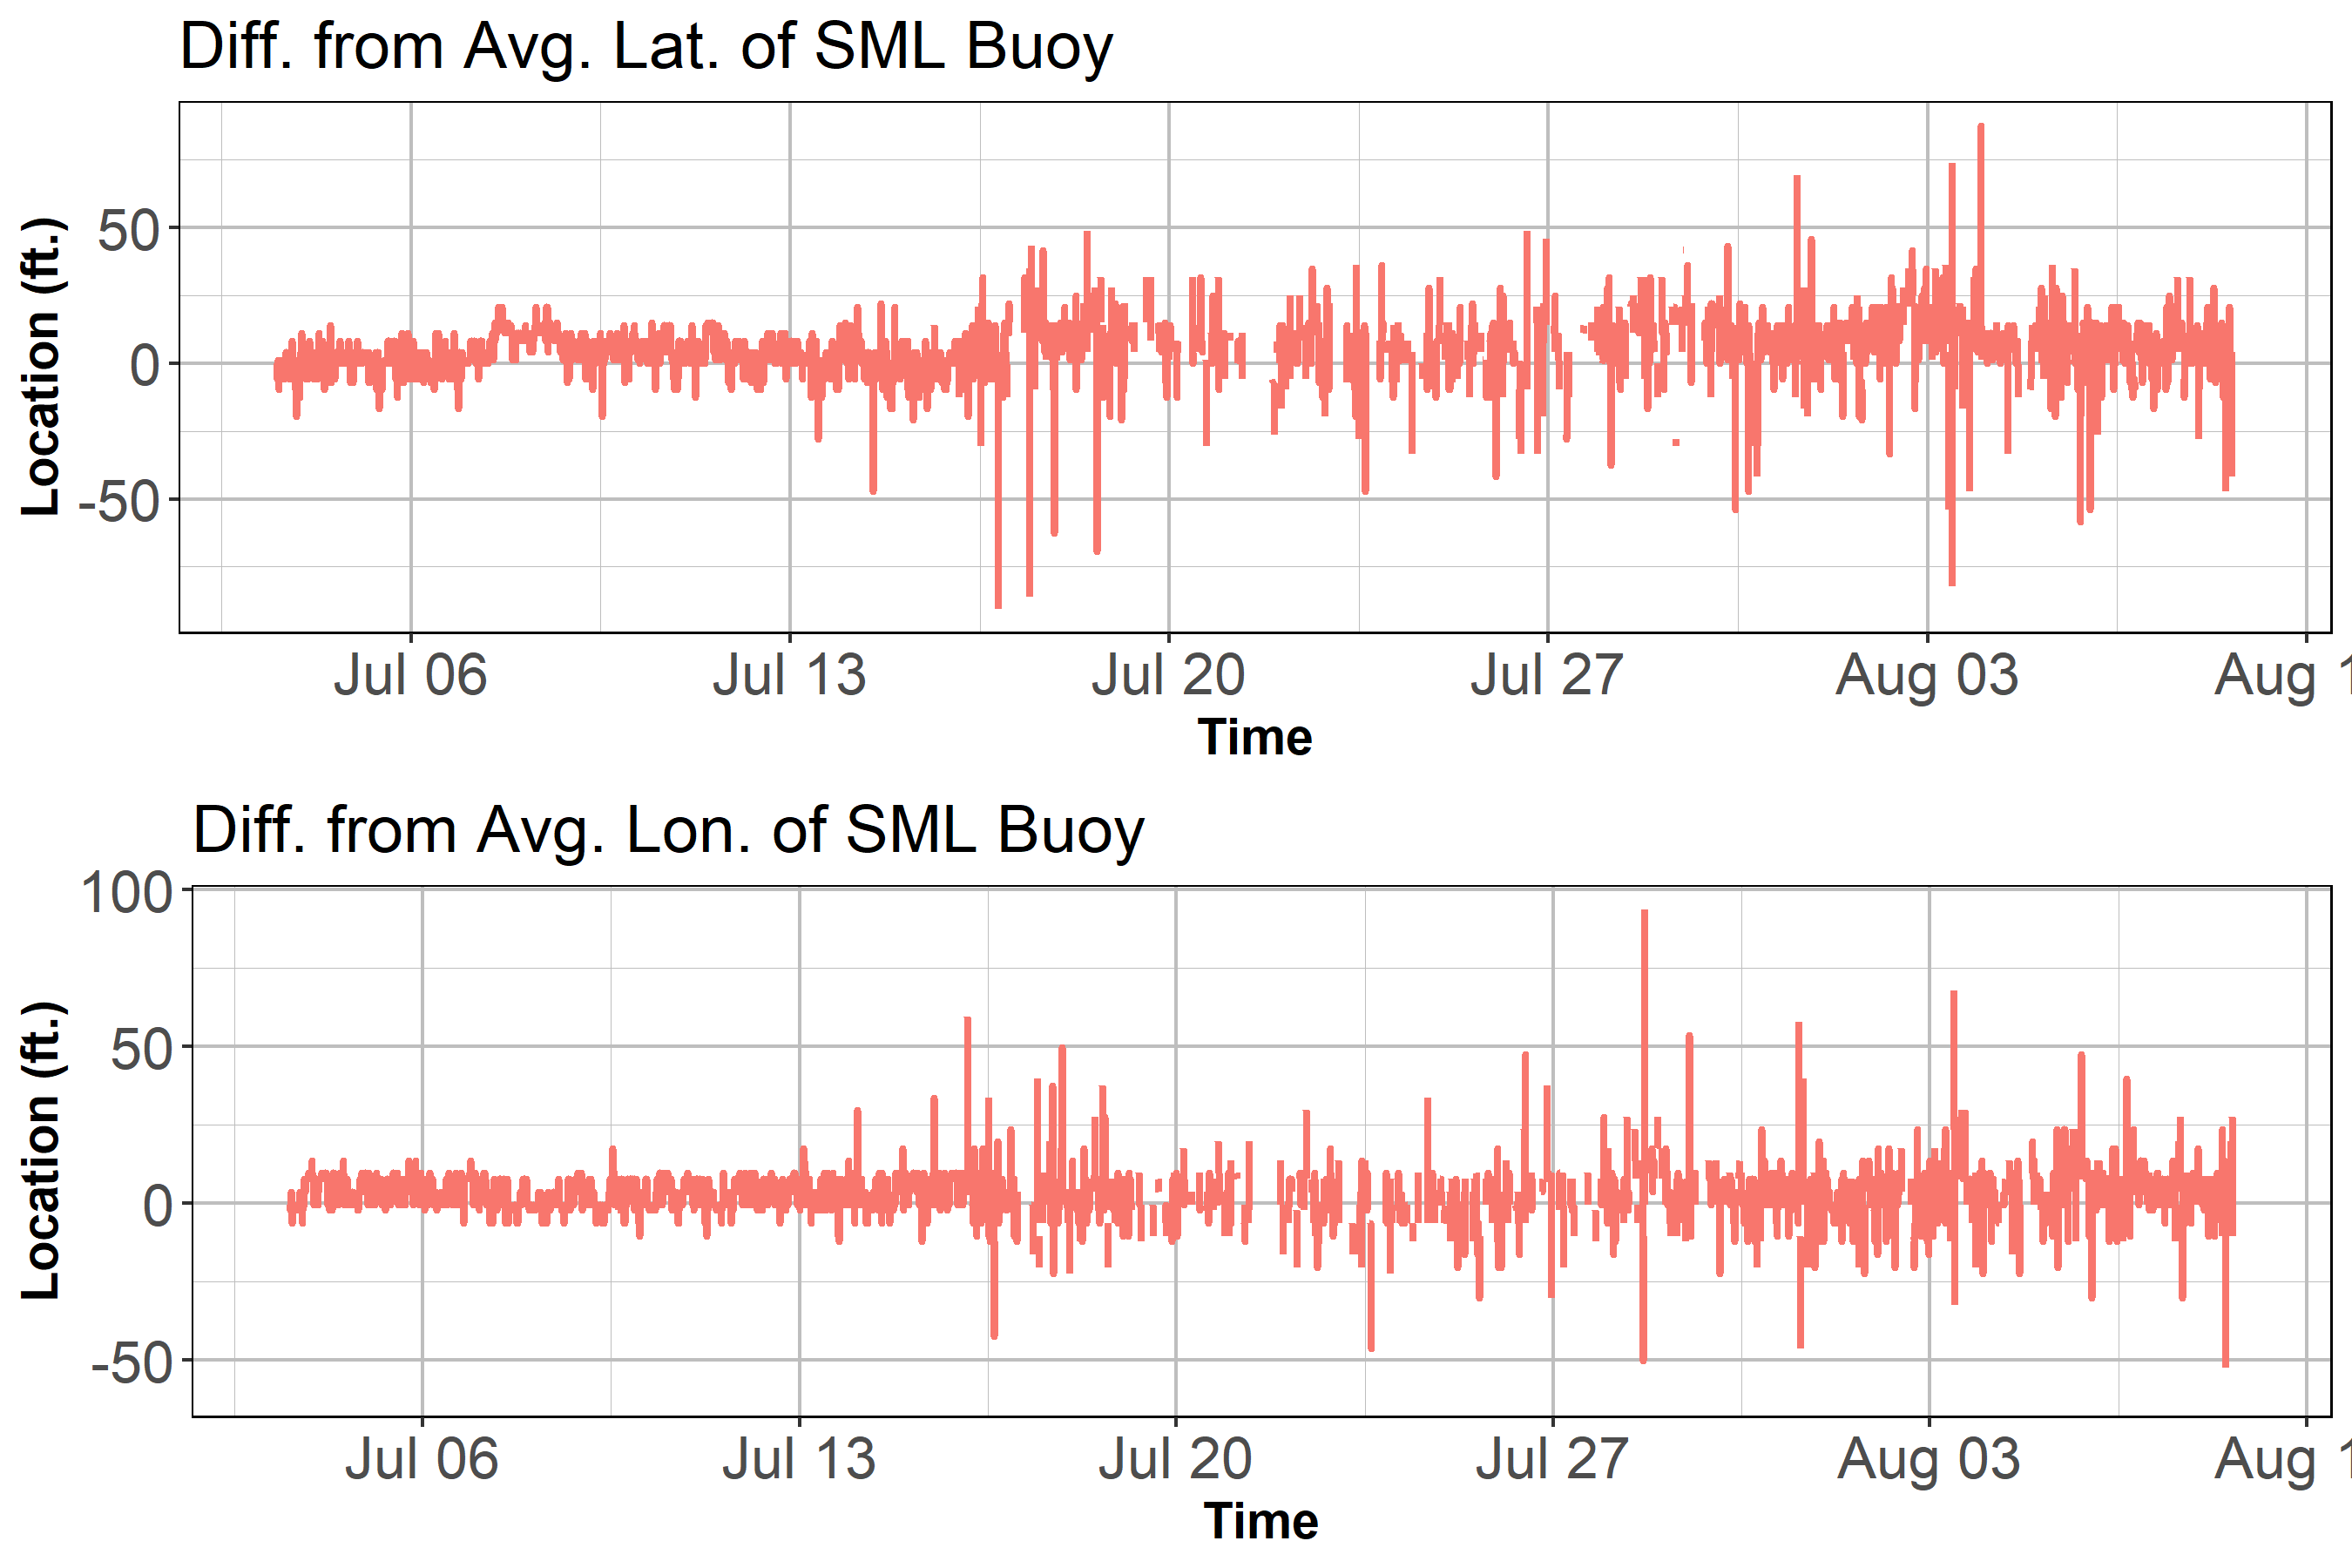 Diff. from Avg. Lat. of SML Buoy
Location (ft.)
50
0
-50
Jul 06 Jul 13 Jul 20 Jul 27 Aug 03 Aug 1
Time
Diff. from Avg. Lon. of SML Buoy
Location (ft.)
100
50
0
-50
Jul 06 Jul 13 Jul 20 Jul 27 Aug 03 Aug 1
Time